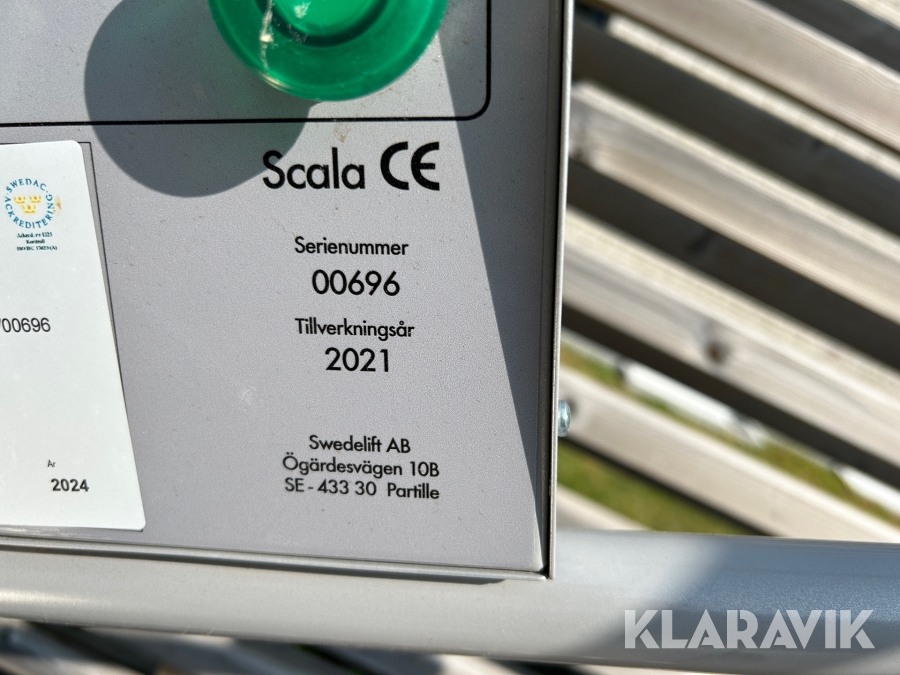 Scala CE
Serienummer
00696
Tillverkningsår
2021
Swedelift AB
Ögärdesvägen 10B
SE - 433 30 Partille
SWEDAC
ACKREDITERING
Kontroll
/00696
År
2024
KLARAVIK